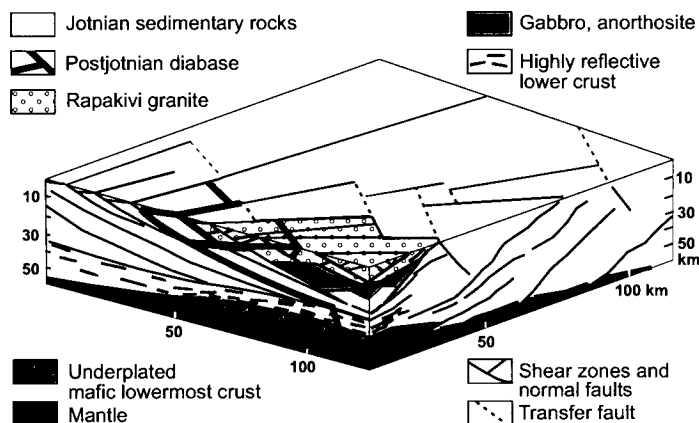 Jotnian sedimentary rocks
Postjotnian diabase
Rapakivi granite
Gabbro, anorthosite
Highly reflective
lower crust
10
30
50
50
100
10
30
50
km
100 km
50
Underplated
mafic lowermost crust
Mantle
Shear zones and
normal faults
Transfer fault